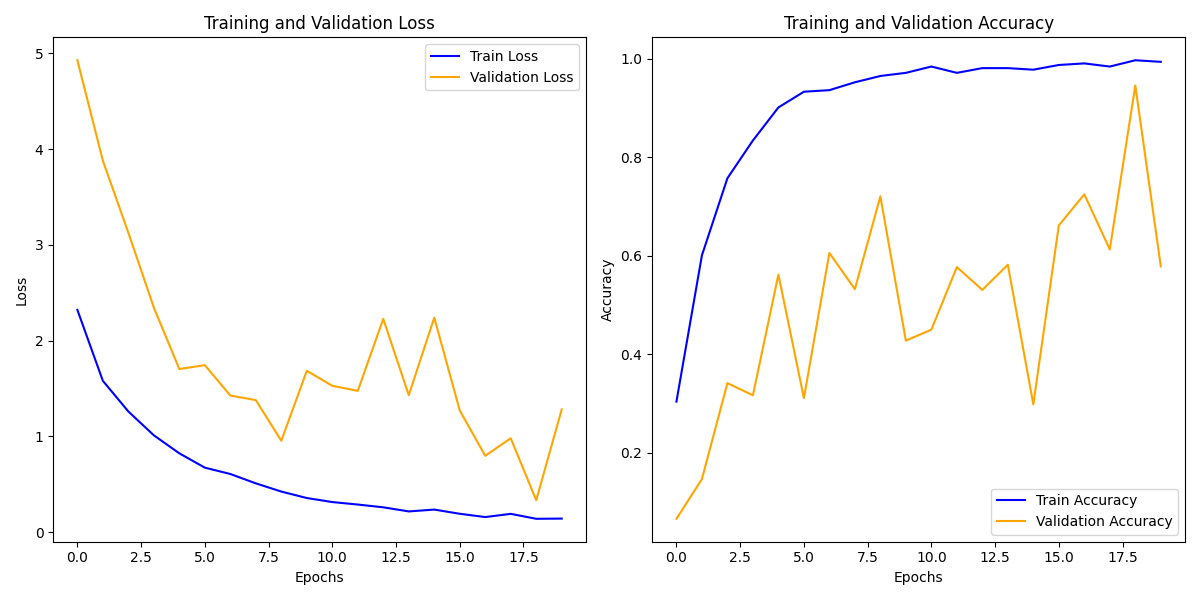 Training and Validation Loss
Train Loss
Validation Loss
5
4
3
2
1
0
Loss
0.0 2.5 5.0 7.5 10.0 12.5 15.0 17.5
Epochs
Training and Validation Accuracy
1.0
0.8
0.6
0.4
0.2
Accuracy
Train Accuracy
Validation Accuracy
0.0 2.5 5.0 7.5 10.0 12.5 15.0 17.5
Epochs